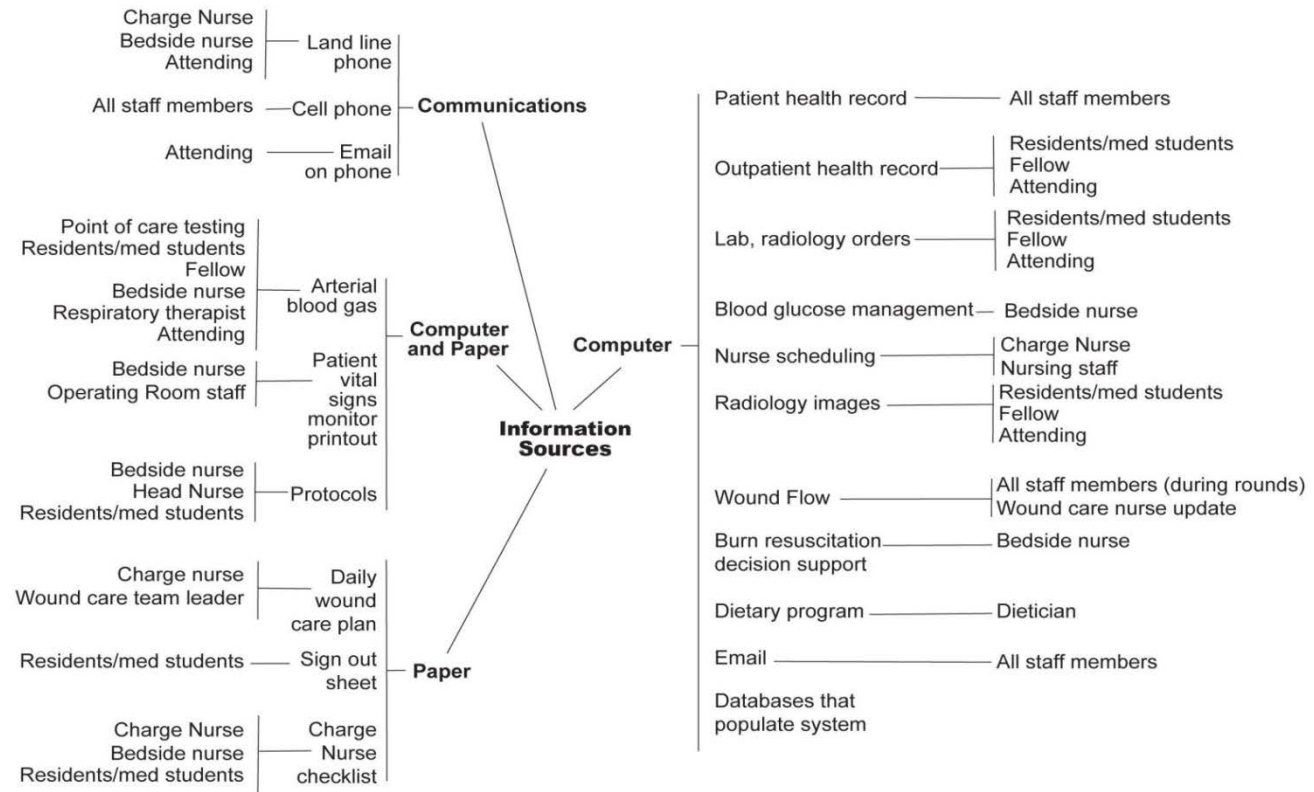 Charge Nurse
Bedside nurse
Attending
Land line
phone
All staff members
Cell phone
Communications
Attending
Email
on phone
Point of care testing
Residents/med students
Fellow
Bedside nurse
Respiratory therapist
Attending
Arterial
blood gas
Computer
and Paper
Bedside nurse
Operating Room staff
Patient
vital
signs
monitor
printout
Bedside nurse
Head Nurse
Residents/med students
Protocols
Charge nurse
Wound care team leader
Daily
wound
care plan
Residents/med students
Sign out
sheet
Paper
Charge Nurse
Bedside nurse
Residents/med students
Charge
Nurse
checklist
Information
Sources
Computer
Patient health record
All staff members
Outpatient health record
Residents/med students
Fellow
Attending
Lab, radiology orders
Residents/med students
Fellow
Attending
Blood glucose management
Bedside nurse
Nurse scheduling
Charge Nurse
Nursing staff
Radiology images
Residents/med students
Fellow
Attending
Wound Flow
All staff members (during rounds)
Wound care nurse update
Burn resuscitation
decision support
Bedside nurse
Dietary program
Dietician
Email
All staff members
Databases that
populate system